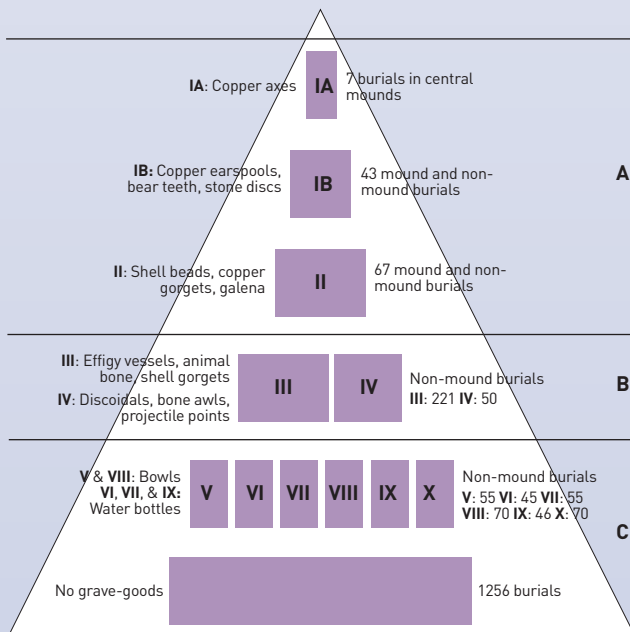 IA: Copper axes
IA
7 burials in central
mounds
A
IB: Copper earspools,
bear teeth, stone discs
IB
43 mound and non-
mound burials
II: Shell beads, copper
gorgets, galena
II
67 mound and non-
mound burials
III: Effigy vessels, animal
bone, shell gorgets
IV: Discoidals, bone awls,
projectile points
III
IV
Non-mound burials
III: 221 IV: 50
B
V & VIII: Bowls
VI, VII, & IX:
Water bottles
V
VI
VII
VIII
IX
X
Non-mound burials
V: 55 VI: 45 VII: 55
VIII: 70 IX: 46 X: 70
C
No grave-goods
1256 burials